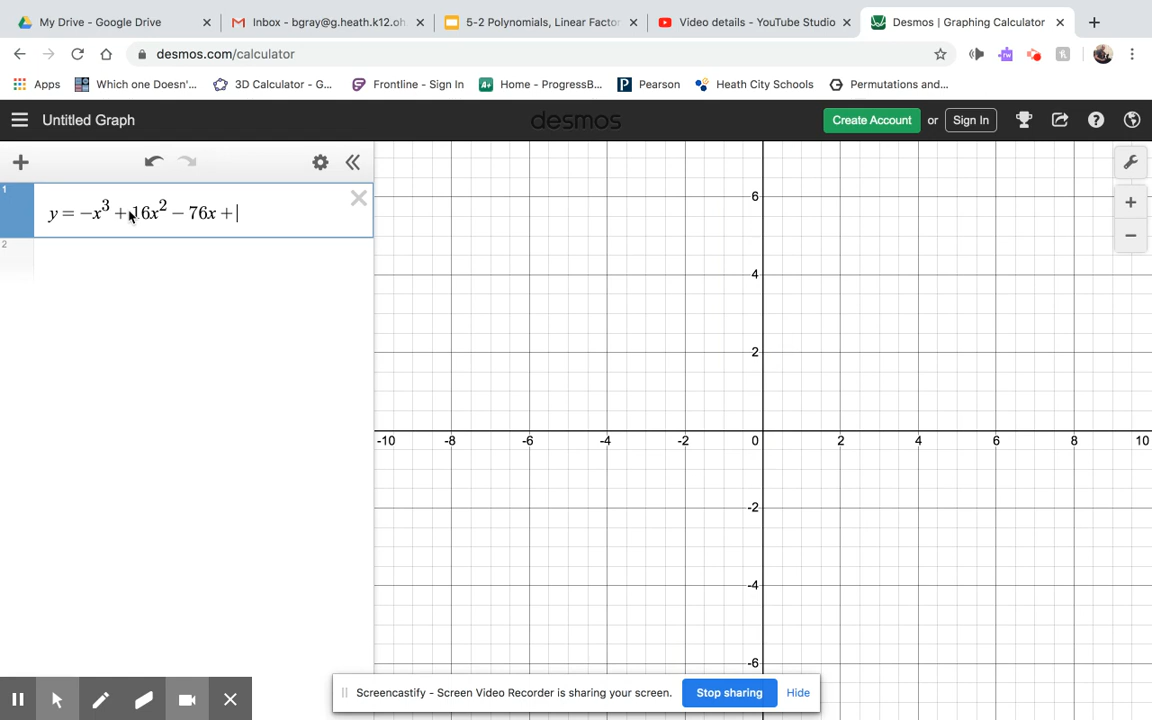 My Drive - Google Drive
Inbox - bgray@g.heath.k12.oh
5-2 Polynomials, Linear Factor
Video details - YouTube Studio
Desmos | Graphing Calculator
desmos.com/calculator
Apps
Which one Doesn'...
3D Calculator - G...
Frontline - Sign In
Home - ProgressB...
Pearson
Heath City Schools
Permutations and...
Untitled Graph
desmos
Create Account or Sign In
1
y = −x³ + 16x² − 76x +
2
6
4
2
-10 -8 -6 -4 -2 0 2 4 6 8 10
-2
-4
-6
Screencastify - Screen Video Recorder is sharing your screen. Stop sharing Hide